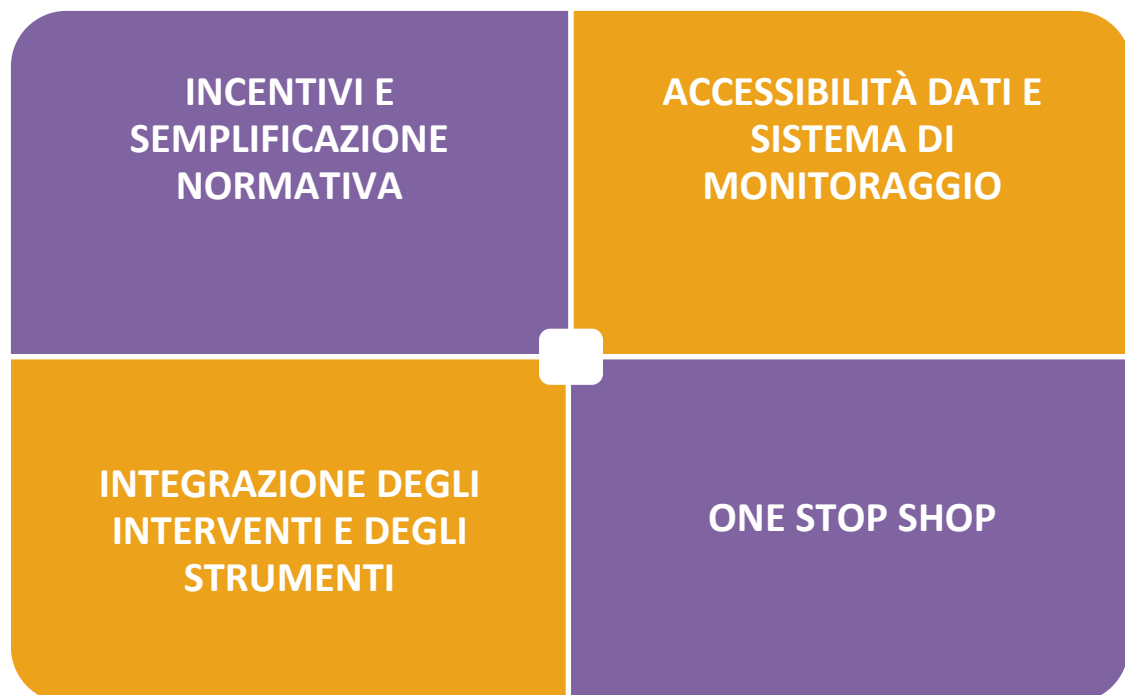 INCENTIVI E
SEMPLIFICAZIONE
NORMATIVA
ACCESSIBILITÀ DATI E
SISTEMA DI
MONITORAGGIO
INTEGRAZIONE DEGLI
INTERVENTI E DEGLI
STRUMENTI
ONE STOP SHOP